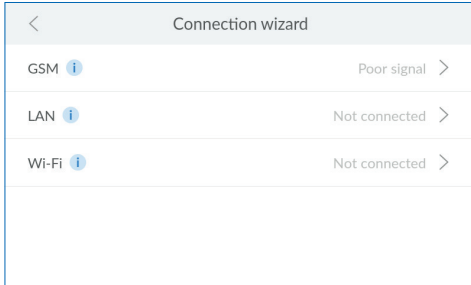 Connection wizard
GSM i Poor signal
LAN i Not connected
Wi-Fi i Not connected